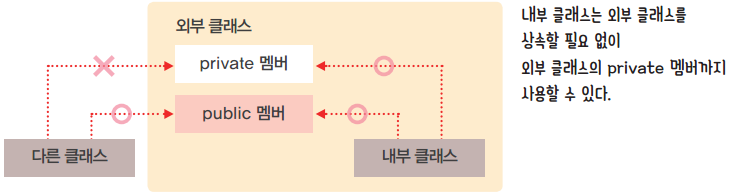 외부 클래스
private 멤버
public 멤버
다른 클래스
내부 클래스
내부 클래스는 외부 클래스를
상속할 필요 없이
외부 클래스의 private 멤버까지
사용할 수 있다.